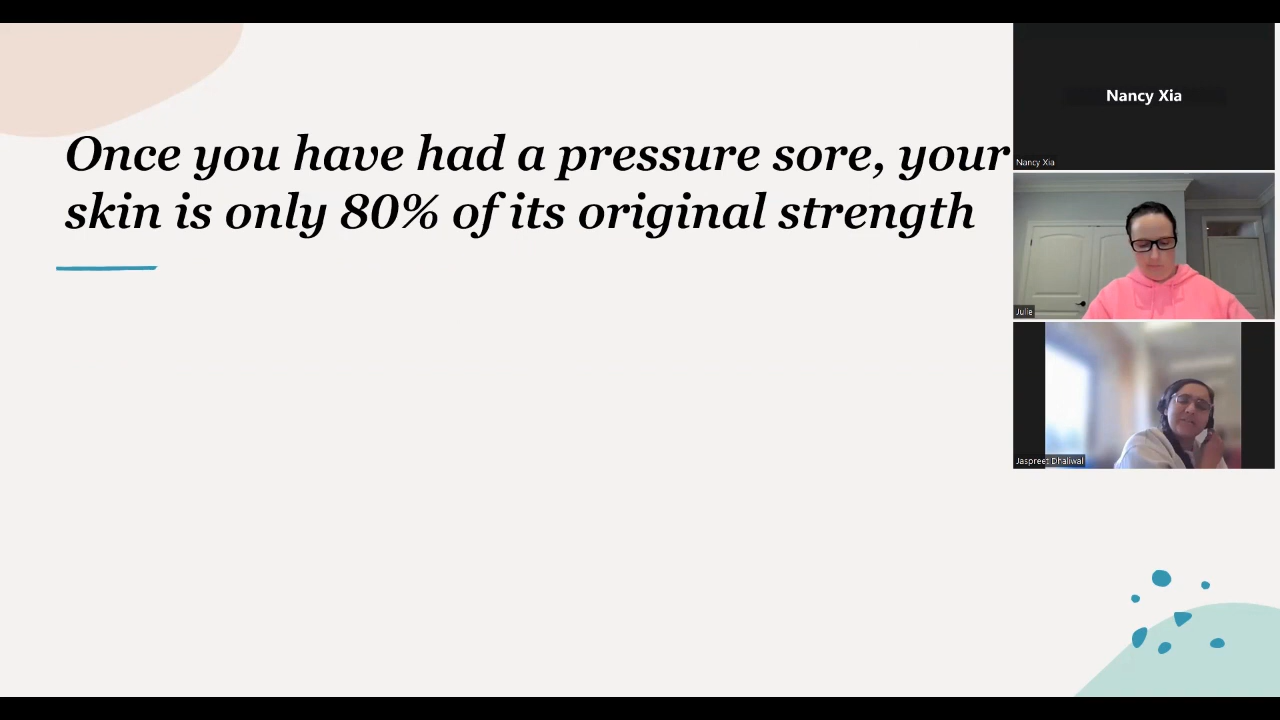 Once you have had a pressure sore, your
skin is only 80% of its original strength
Nancy Xia
Nancy Xia
Julie
Jaspreet Dhaliwal